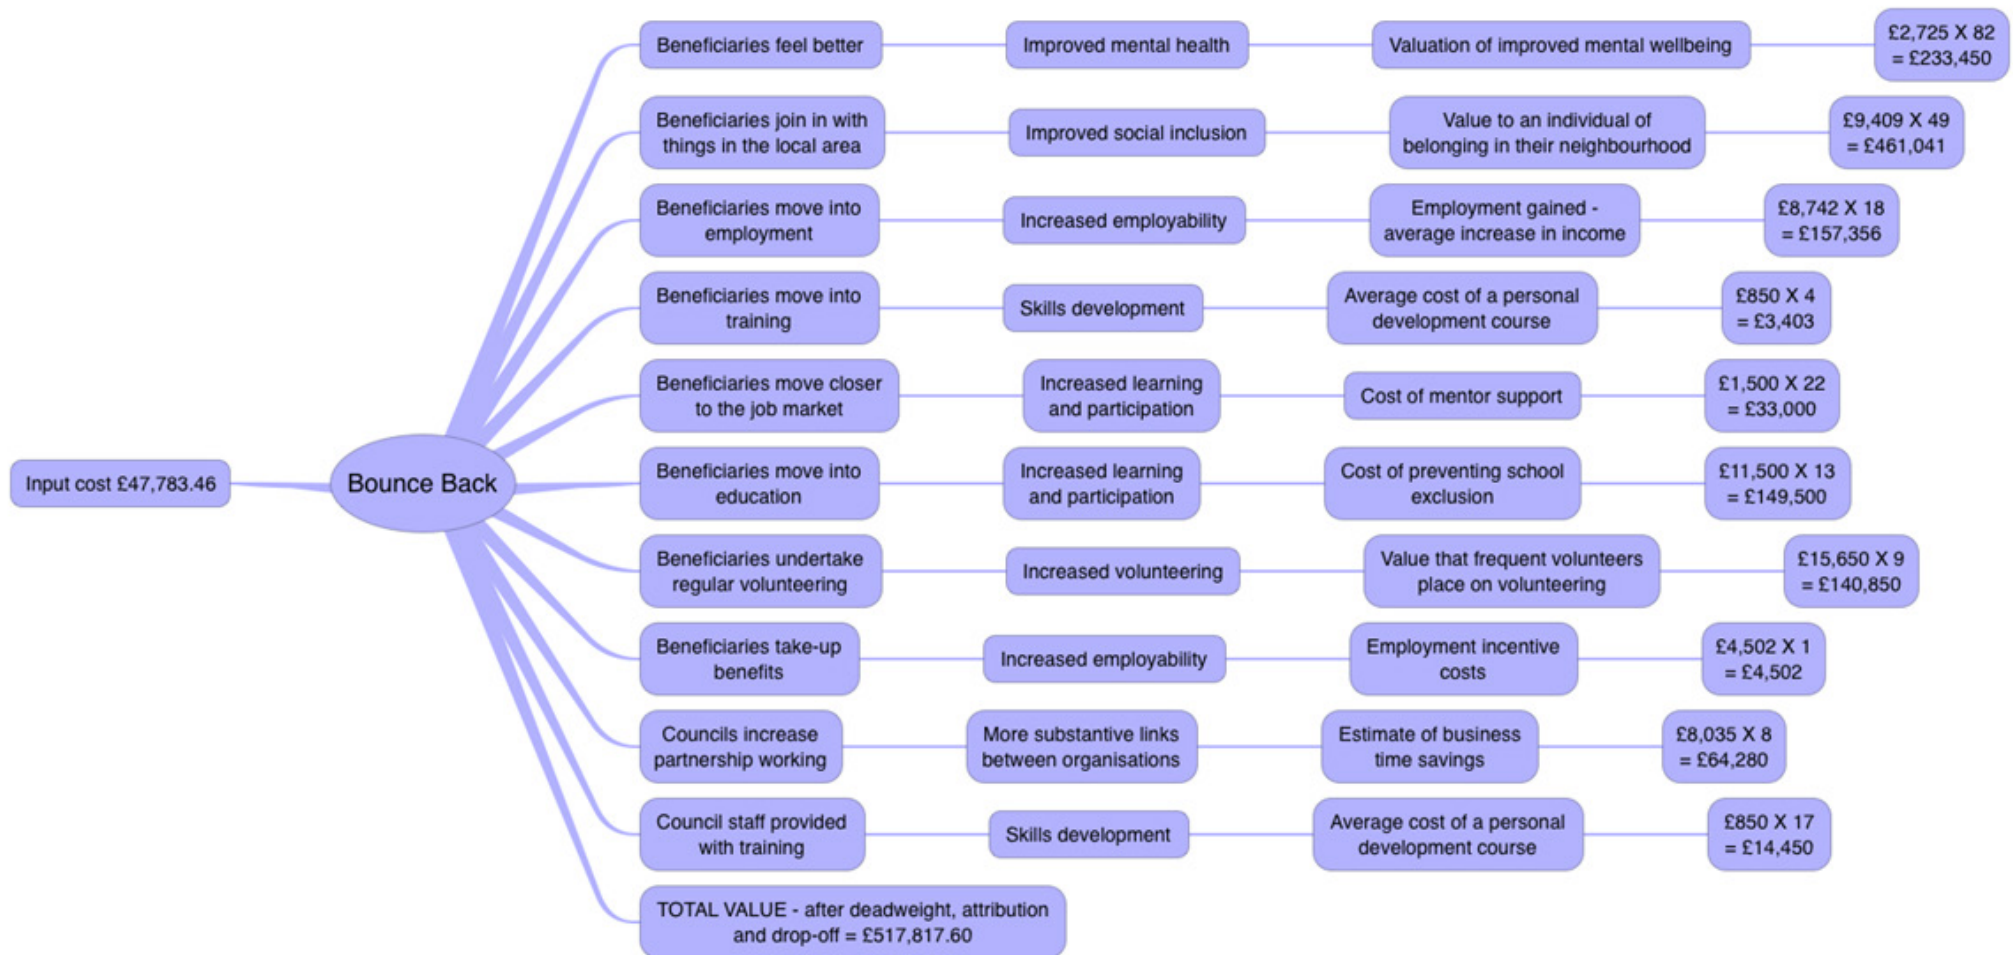 Input cost £47,783.46
Bounce Back
Beneficiaries feel better
Improved mental health
Valuation of improved mental wellbeing
£2,725 X 82
= £233,450
Beneficiaries join in with
things in the local area
Improved social inclusion
Value to an individual of
belonging in their neighbourhood
£9,409 X 49
= £461,041
Beneficiaries move into
employment
Increased employability
Employment gained -
average increase in income
£8,742 X 18
= £157,356
Beneficiaries move into
training
Skills development
Average cost of a personal
development course
£850 X 4
= £3,403
Beneficiaries move closer
to the job market
Increased learning
and participation
Cost of mentor support
£1,500 X 22
= £33,000
Beneficiaries move into
education
Increased learning
and participation
Cost of preventing school
exclusion
£11,500 X 13
= £149,500
Beneficiaries undertake
regular volunteering
Increased volunteering
Value that frequent volunteers
place on volunteering
£15,650 X 9
= £140,850
Beneficiaries take-up
benefits
Increased employability
Employment incentive
costs
£4,502 X 1
= £4,502
Councils increase
partnership working
More substantive links
between organisations
Estimate of business
time savings
£8,035 X 8
= £64,280
Council staff provided
with training
Skills development
Average cost of a personal
development course
£850 X 17
= £14,450
TOTAL VALUE - after deadweight, attribution
and drop-off = £517,817.60